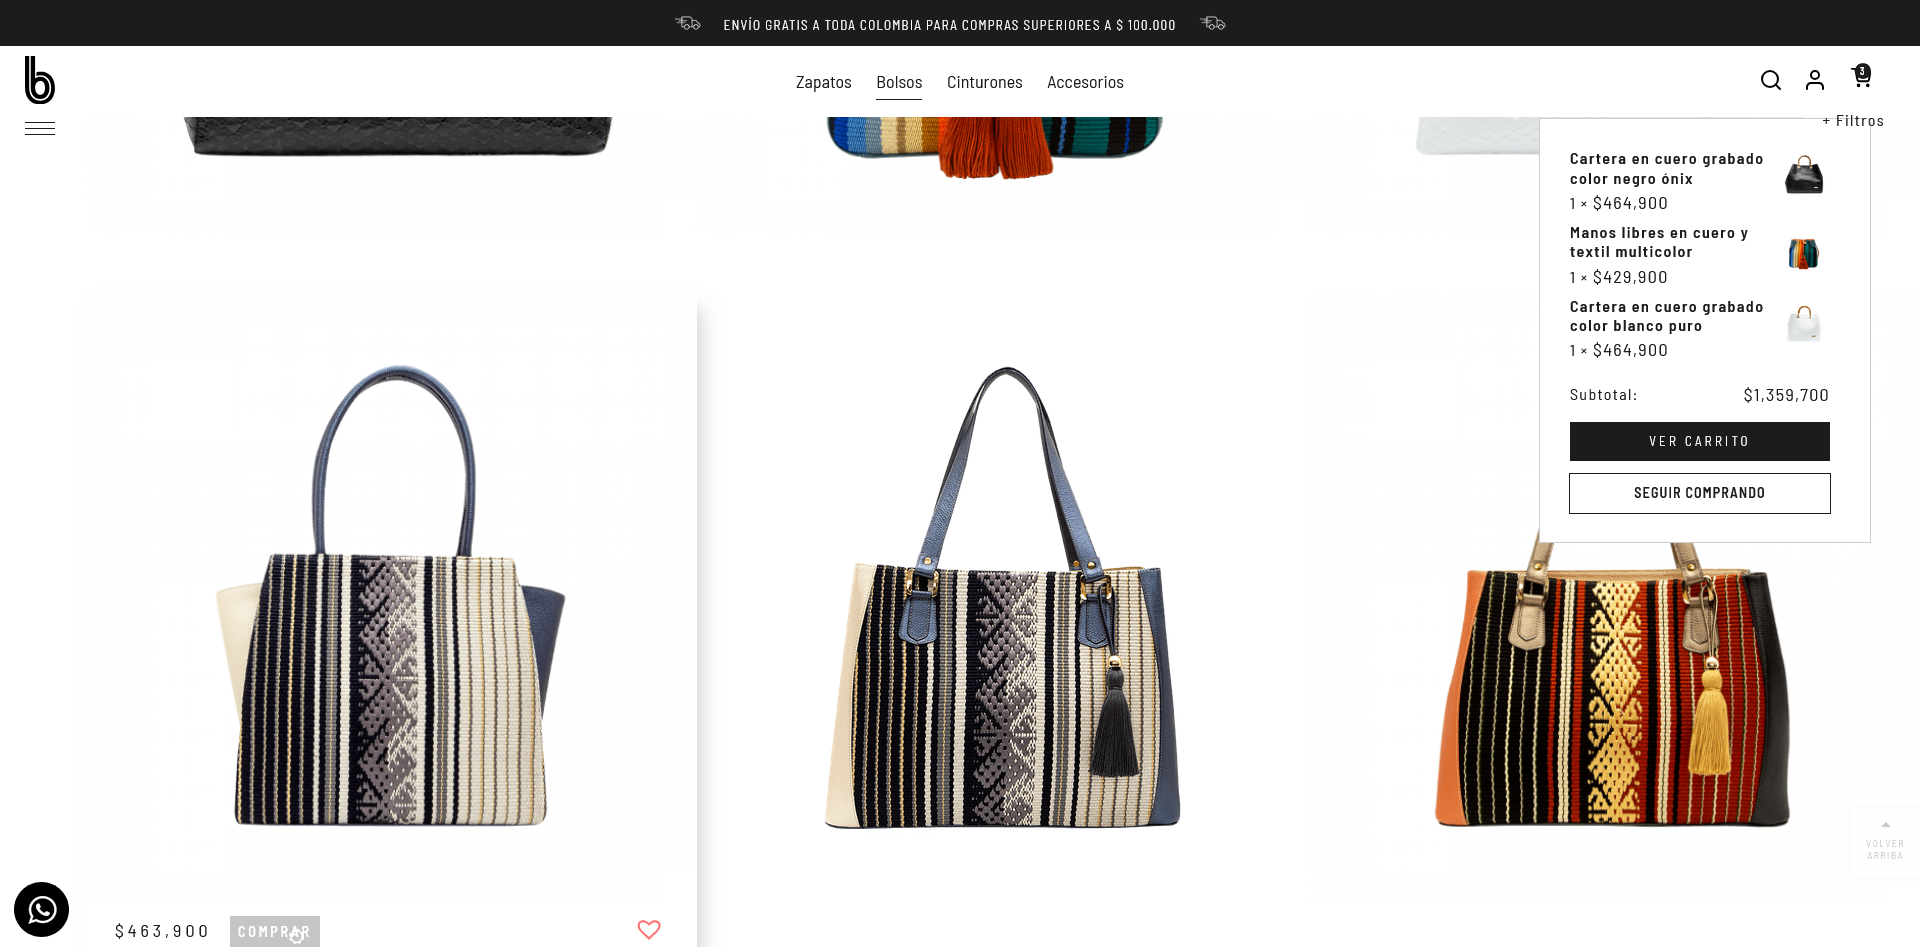 ENVÍO GRATIS A TODA COLOMBIA PARA COMPRAS SUPERIORES A $ 100.000
b
Zapatos
Bolsos
Cinturones
Accesorios
3
+ Filtros
Cartera en cuero grabado
color negro ónix
1 × $464,900
Manos libres en cuero y
textil multicolor
1 × $429,900
Cartera en cuero grabado
color blanco puro
1 × $464,900
Subtotal:
$1,359,700
VER CARRITO
SEGUIR COMPRANDO
VOLVER
ARRIBA
$463,900
COMPRAR